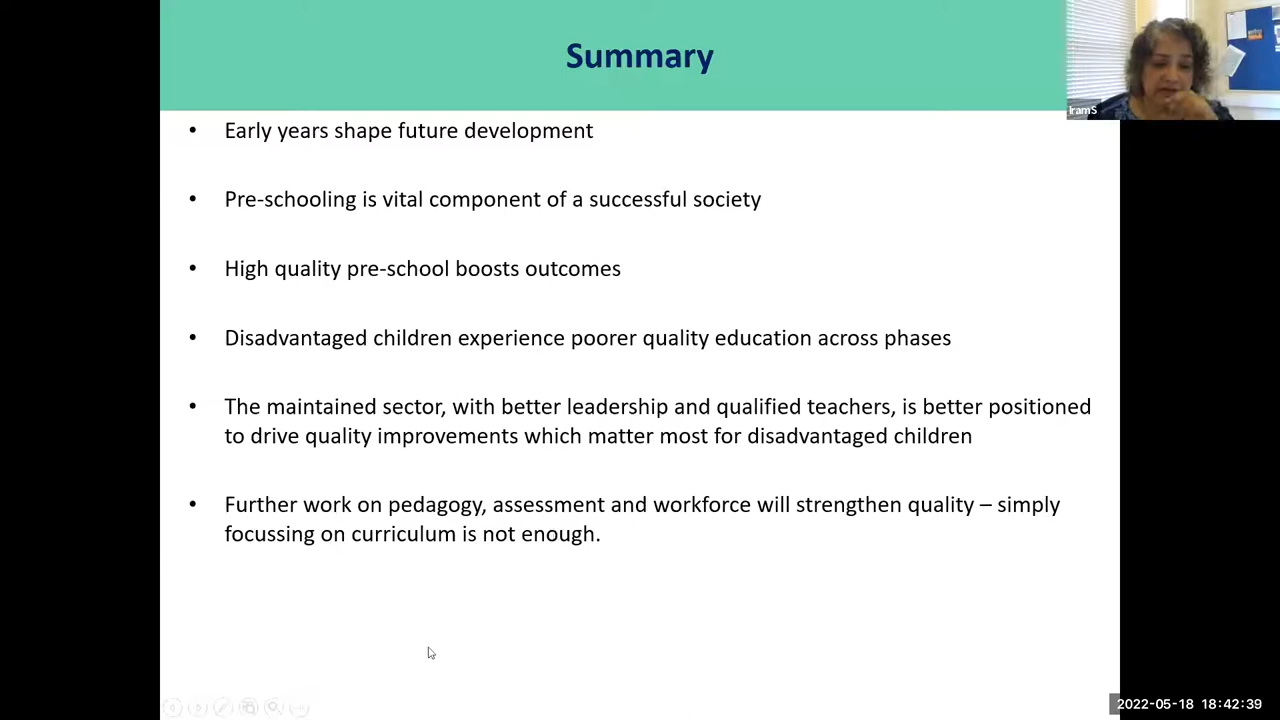 Summary
Iram S
• Early years shape future development
• Pre-schooling is vital component of a successful society
• High quality pre-school boosts outcomes
• Disadvantaged children experience poorer quality education across phases
• The maintained sector, with better leadership and qualified teachers, is better positioned
to drive quality improvements which matter most for disadvantaged children
• Further work on pedagogy, assessment and workforce will strengthen quality – simply
focussing on curriculum is not enough.
2022-05-18 18:42:39